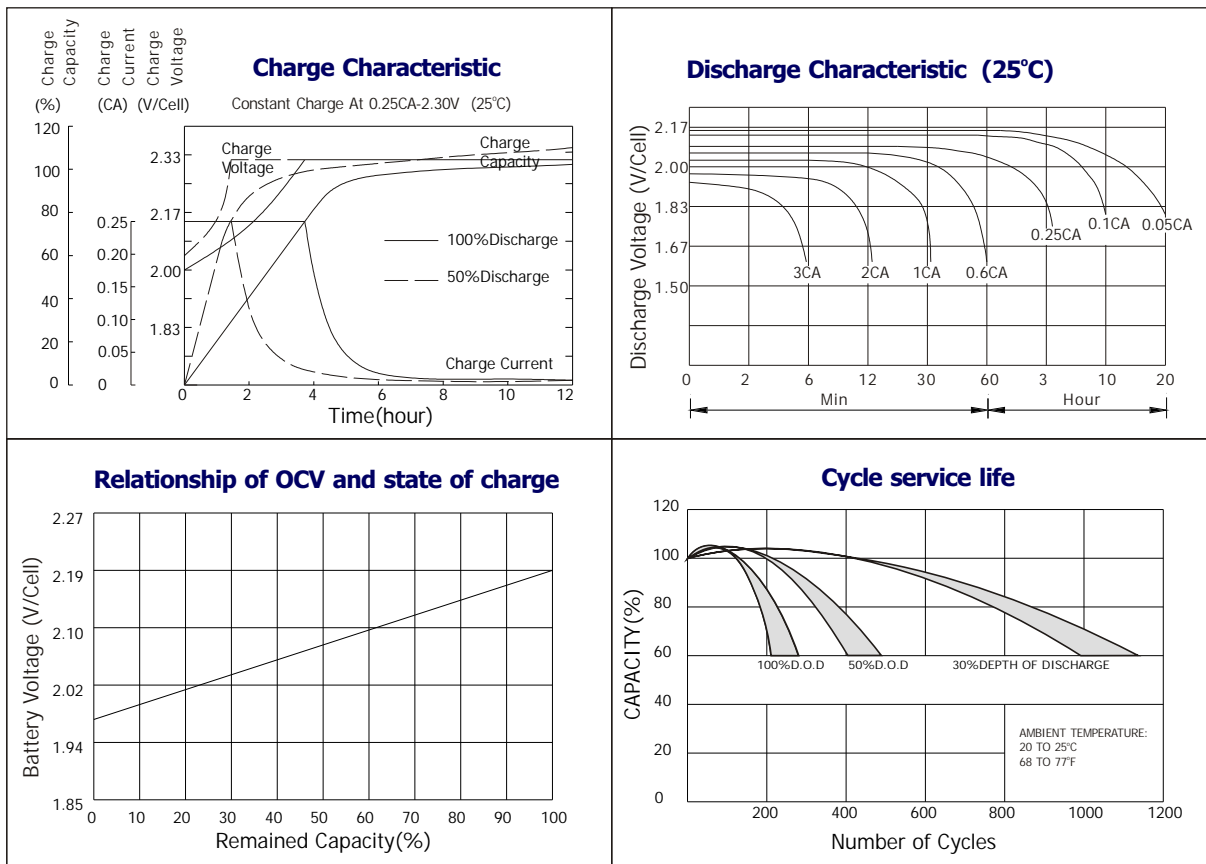 Charge Capacity
Charge Current
Charge Voltage
(%) (CA) (V/Cell)
Charge Characteristic
Constant Charge At 0.25CA-2.30V (25°C)
120
100
80
60
40
20
0
0.25
0.20
0.15
0.10
0.05
0
2.33
2.17
2.00
1.83
Charge
Voltage
Charge
Capacity
100%Discharge
50%Discharge
Charge Current
0 2 4 6 8 10 12
Time(hour)
Discharge Characteristic (25°C)
Discharge Voltage (V/Cell)
2.17
2.00
1.83
1.67
1.50
3CA 2CA 1CA 0.6CA 0.25CA 0.1CA 0.05CA
0 2 6 12 30 60 3 10 20
Min Hour
Relationship of OCV and state of charge
Battery Voltage (V/Cell)
2.27
2.19
2.10
2.02
1.94
1.85
0 10 20 30 40 50 60 70 80 90 100
Remained Capacity(%)
Cycle service life
CAPACITY(%)
120
100
80
60
40
20
0
100%D.O.D 50%D.O.D 30%DEPTH OF DISCHARGE
AMBIENT TEMPERATURE:
20 TO 25°C
68 TO 77°F
200 400 600 800 1000 1200
Number of Cycles